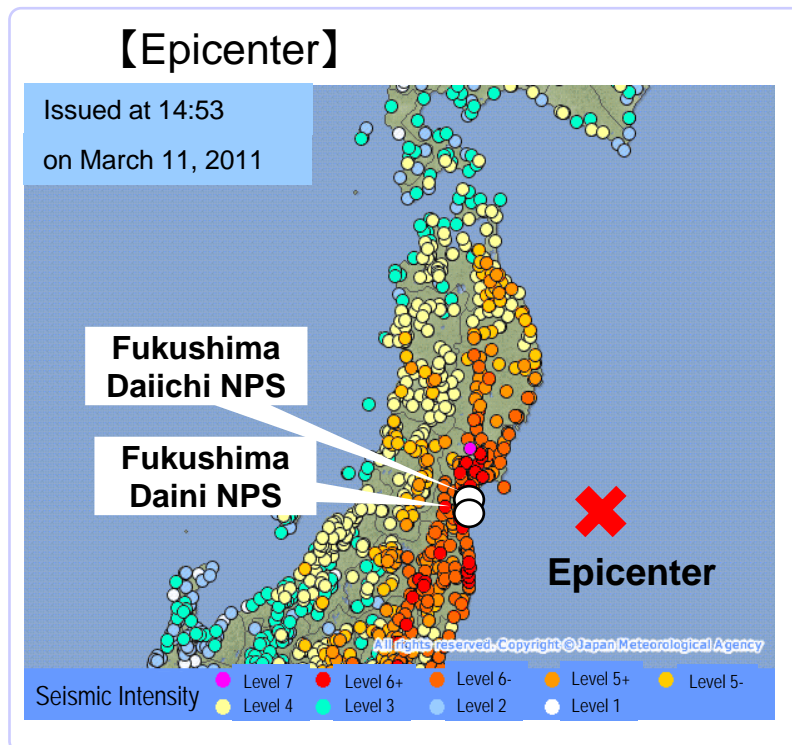 【Epicenter】
Issued at 14:53
on March 11, 2011
Fukushima
Daiichi NPS
Fukushima
Daini NPS
Epicenter
All rights reserved. Copyright © Japan Meteorological Agency
Seismic Intensity
Level 7 Level 6+ Level 6- Level 5+ Level 5-
Level 4 Level 3 Level 2 Level 1